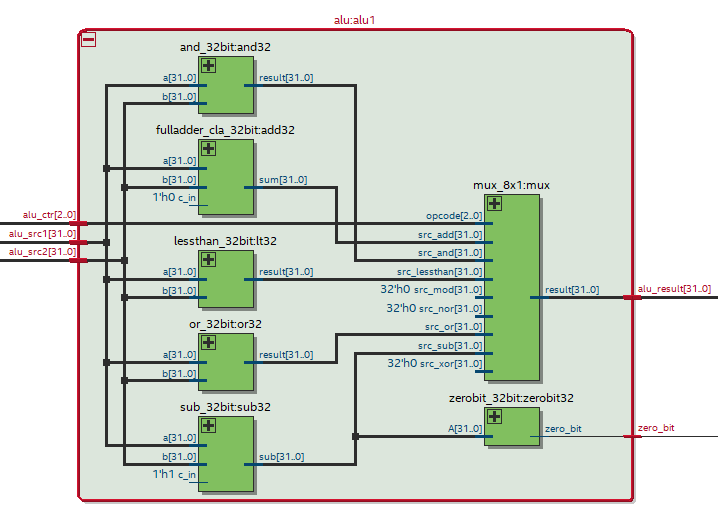 alu:alu1
and_32bit:and32
a[31..0]
result[31..0]
b[31..0]
fulladder_cla_32bit:add32
a[31..0]
b[31..0]
sum[31..0]
1'h0 c_in
mux_8x1:mux
alu_ctr[2..0]
opcode[2..0]
alu_src1[31..0]
src_add[31..0]
alu_src2[31..0]
src_and[31..0]
lessthan_32bit:lt32
a[31..0]
result[31..0]
src_lessthan[31..0]
b[31..0]
32'h0 src_mod[31..0]
result[31..0]
alu_result[31..0]
32'h0 src_nor[31..0]
or_32bit:or32
src_or[31..0]
a[31..0]
result[31..0]
src_sub[31..0]
b[31..0]
32'h0 src_xor[31..0]
sub_32bit:sub32
zerobit_32bit:zerobit32
a[31..0]
A[31..0]
zero_bit
zero_bit
b[31..0]
sub[31..0]
1'h1 c_in